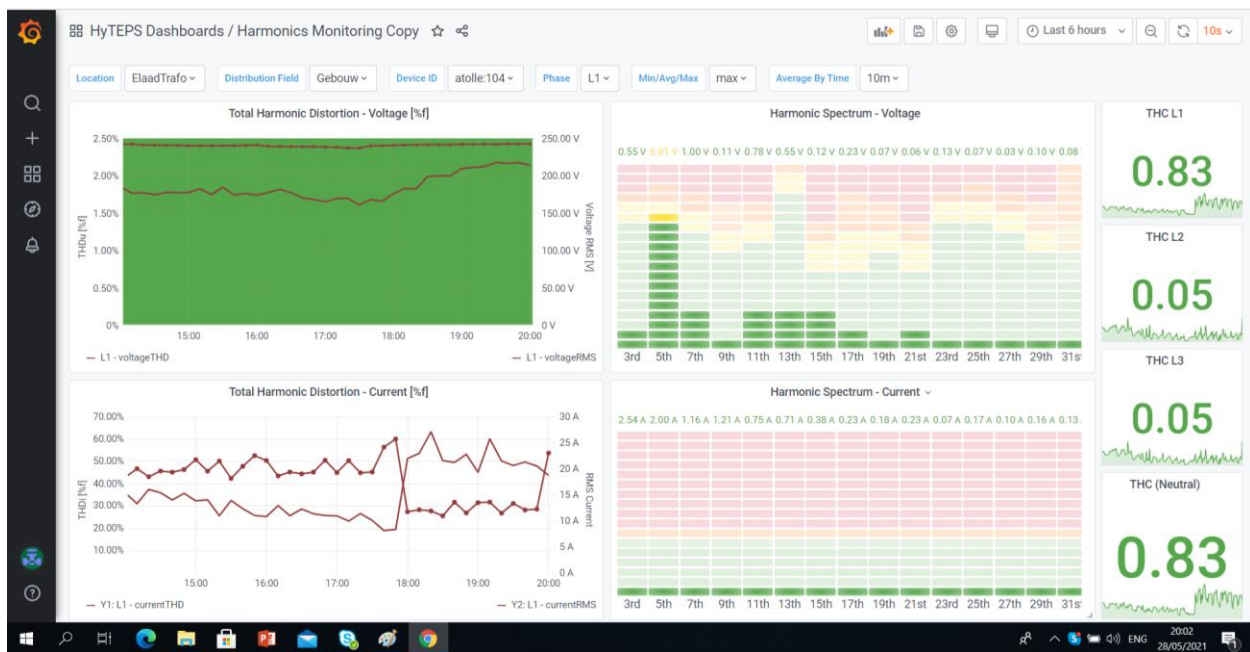 HyTEPS Dashboards / Harmonics Monitoring Copy
Last 6 hours
10s
Location ElaadTrafo Distribution Field Gebouw Device ID atolle:104 Phase L1 Min/Avg/Max max Average By Time 10m
Total Harmonic Distortion - Voltage [%f]
2.50%
2.00%
1.50%
1.00%
0.50%
0%
THDu [%f]
250.00 V
200.00 V
150.00 V
100.00 V
50.00 V
0 V
Voltage RMS [V]
15:00 16:00 17:00 18:00 19:00 20:00
L1 - voltageTHD
L1 - voltageRMS
Harmonic Spectrum - Voltage
0.55 V 5.01 V 1.00 V 0.11 V 0.78 V 0.55 V 0.12 V 0.23 V 0.07 V 0.06 V 0.13 V 0.07 V 0.03 V 0.10 V 0.08
3rd 5th 7th 9th 11th 13th 15th 17th 19th 21st 23rd 25th 27th 29th 31s
THC L1
0.83
THC L2
0.05
THC L3
0.05
THC (Neutral)
0.83
Total Harmonic Distortion - Current [%f]
70.00%
60.00%
50.00%
40.00%
30.00%
20.00%
10.00%
THDi [%f]
30 A
25 A
20 A
15 A
10 A
5 A
0 A
RMS Current
15:00 16:00 17:00 18:00 19:00 20:00
Y1: L1 - currentTHD
Y2: L1 - currentRMS
Harmonic Spectrum - Current
2.54 A 2.00 A 1.16 A 1.21 A 0.75 A 0.71 A 0.38 A 0.23 A 0.18 A 0.23 A 0.07 A 0.17 A 0.10 A 0.16 A 0.13
3rd 5th 7th 9th 11th 13th 15th 17th 19th 21st 23rd 25th 27th 29th 31s
ENG
20:02
28/05/2021